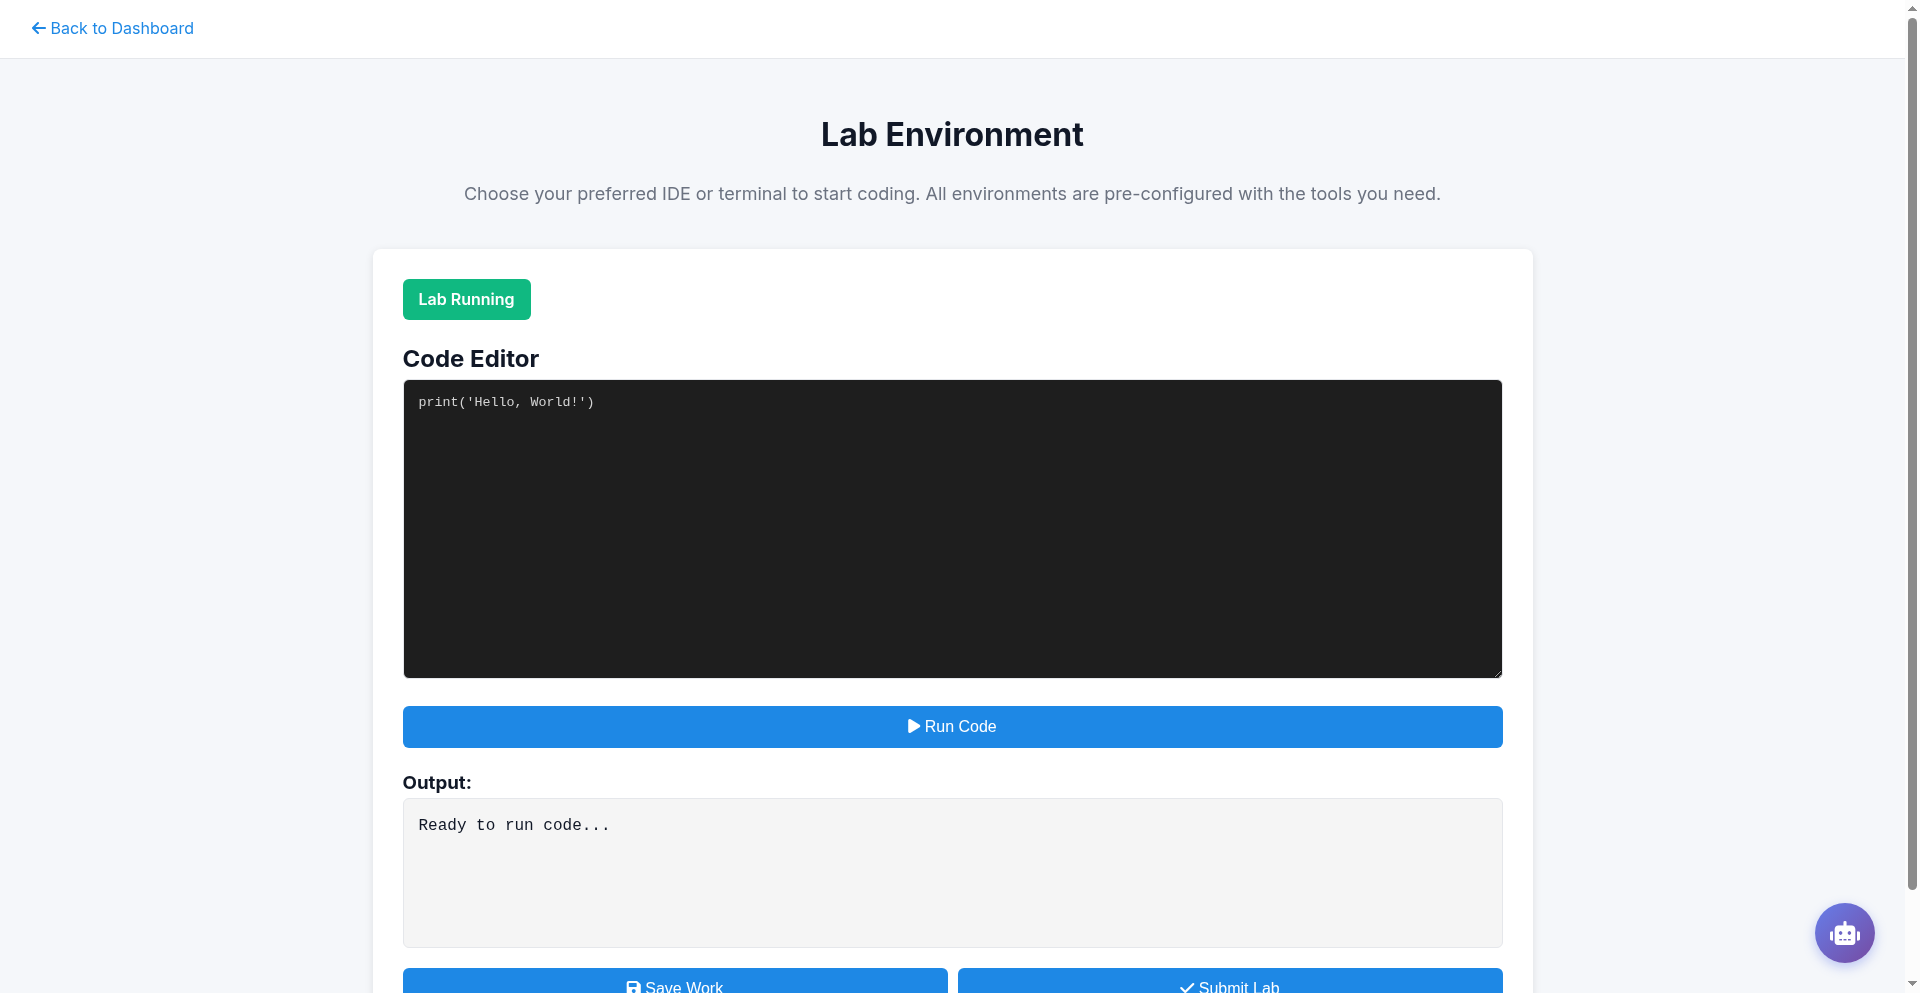 Back to Dashboard
Lab Environment
Choose your preferred IDE or terminal to start coding. All environments are pre-configured with the tools you need.
Lab Running
Code Editor
print('Hello, World!')
Run Code
Output:
Ready to run code...
Save Work
Submit Lab